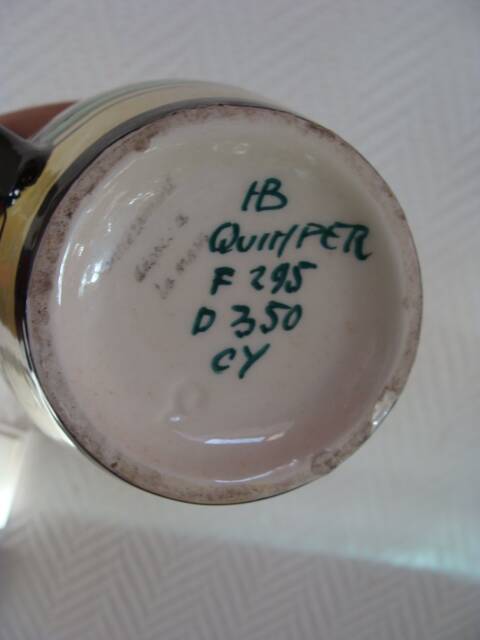 HB
QUIMPER
F 295
D 350
CY